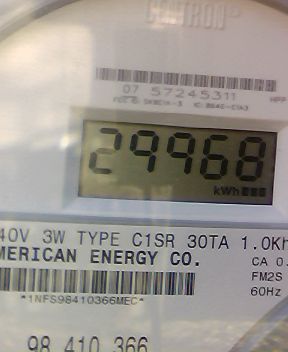 CENTRON®
07 57245311
29968
kWh
40V 3W TYPE C1SR 30TA 1.0Kh
MERICAN ENERGY CO.
CA 0.
FM2S
60Hz
*1NFS98410366MEC*
98 410 366